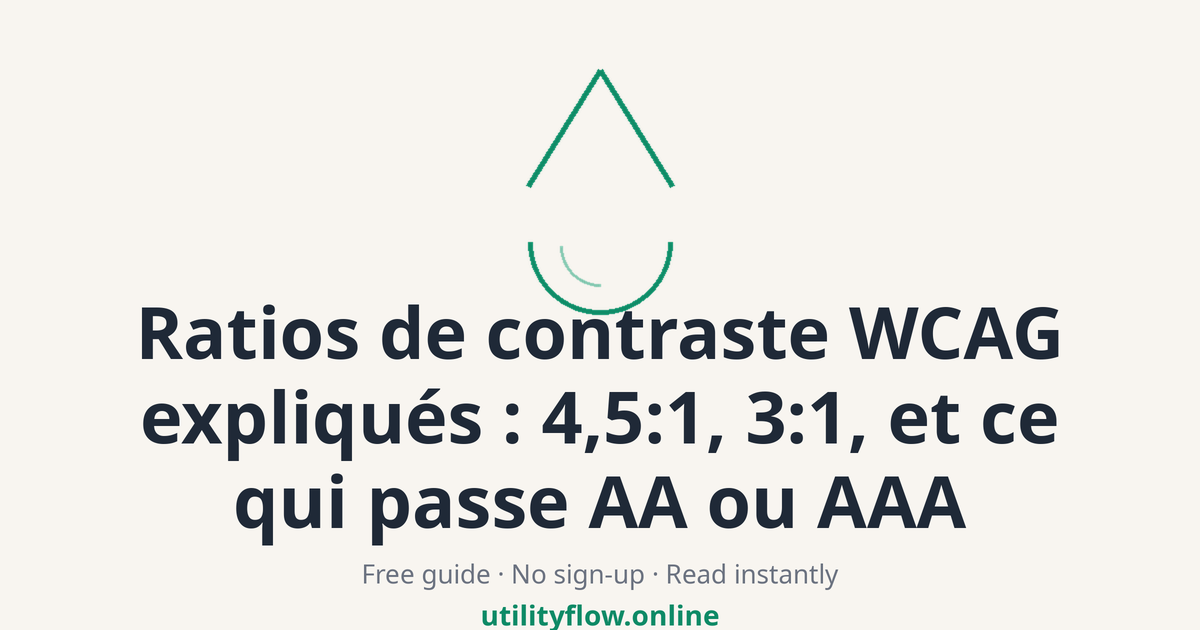 Ratios de contraste WCAG
expliqués : 4,5:1, 3:1, et ce
qui passe AA ou AAA
Free guide · No sign-up · Read instantly
utilityflow.online